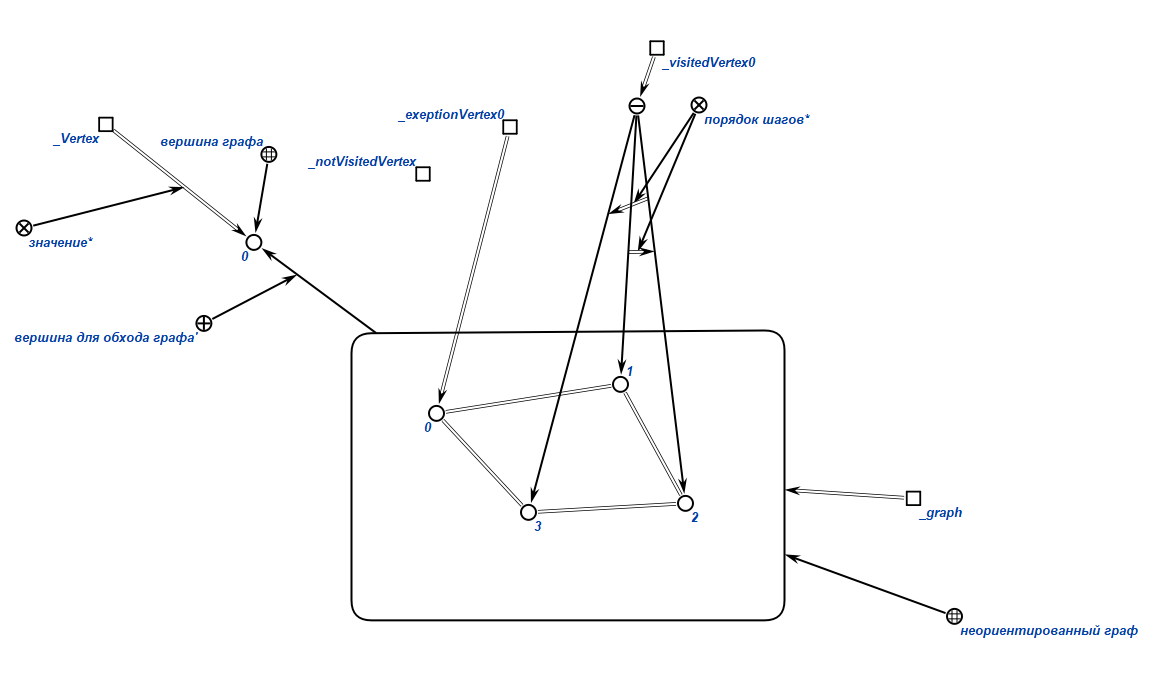 _visitedVertex0
_exeptionVertex0
порядок шагов*
_Vertex
вершина графа
_notVisitedVertex
значение*
0
вершина для обхода графа'
1
0
3
2
_graph
неориентированный граф